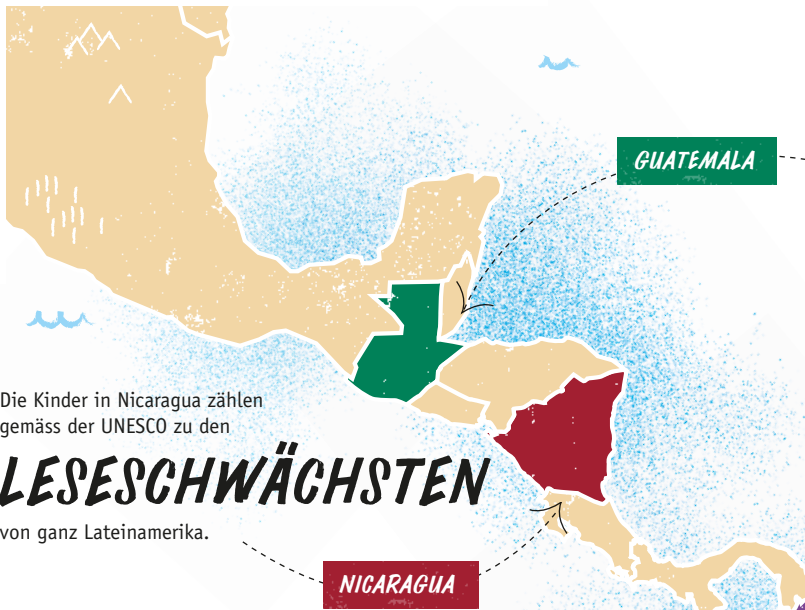 GUATEMALA
Die Kinder in Nicaragua zählen
gemäss der UNESCO zu den
LESESCHWÄCHSTEN
von ganz Lateinamerika.
NICARAGUA